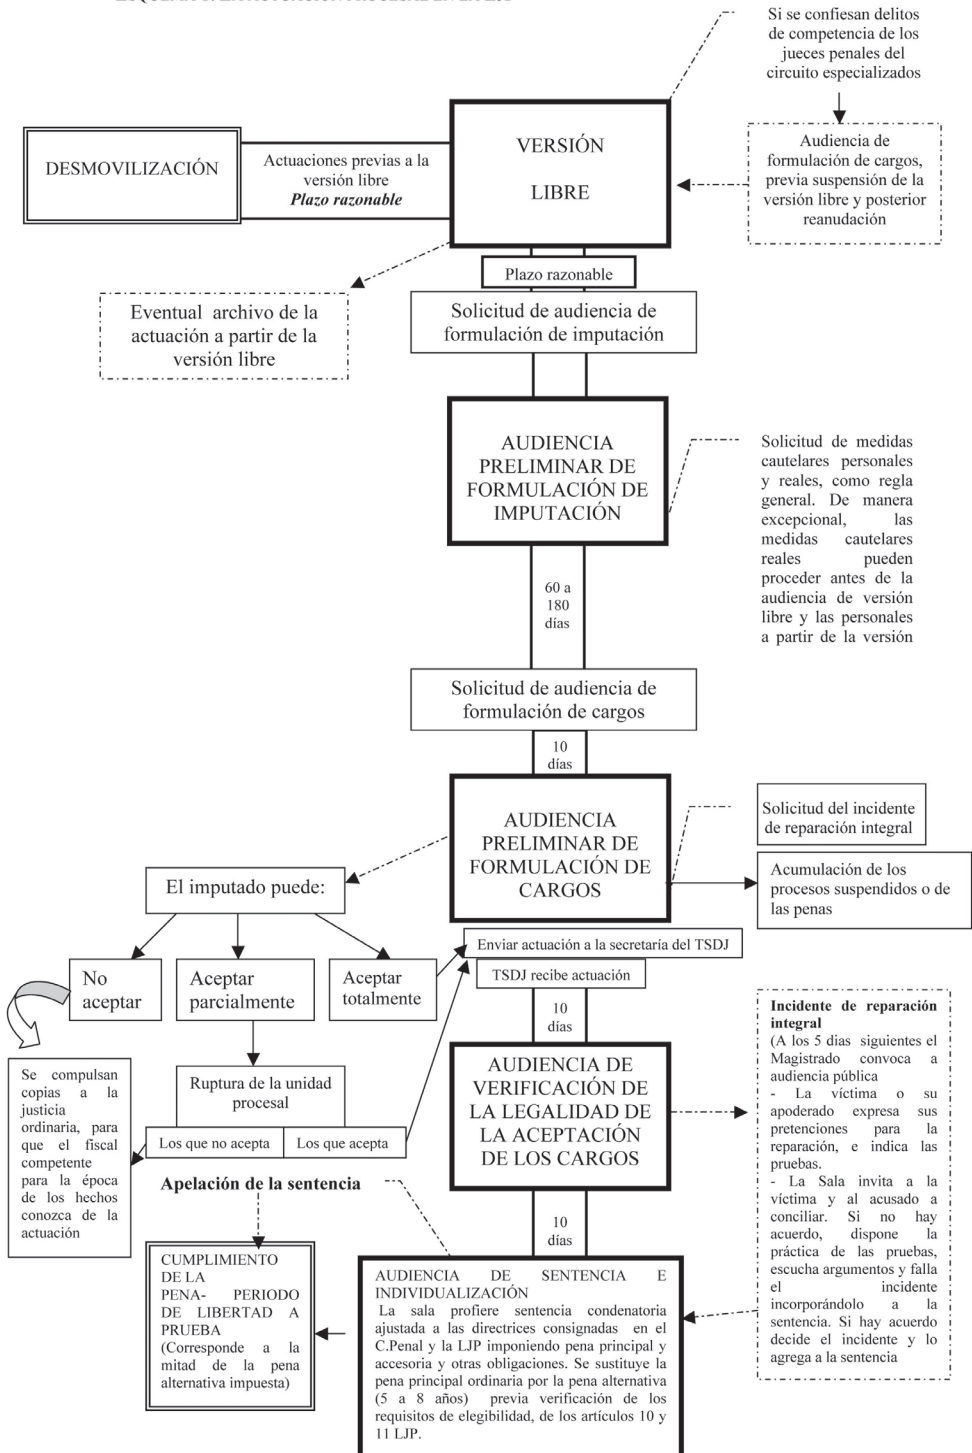 Si se confiesan delitos
de competencia de los
jueces penales del
circuito especializados
DESMOVILIZACIÓN
Actuaciones previas a la
versión libre
Plazo razonable
VERSIÓN
LIBRE
Audiencia de
formulación de cargos,
previa suspensión de la
versión libre y posterior
reanudación
Plazo razonable
Eventual archivo de la
actuación a partir de la
versión libre
Solicitud de audiencia de
formulación de imputación
AUDIENCIA
PRELIMINAR DE
FORMULACIÓN DE
IMPUTACIÓN
Solicitud de medidas
cautelares personales
y reales, como regla
general. De manera
excepcional, las
medidas cautelares
reales pueden
proceder antes de la
audiencia de versión
libre y las personales
a partir de la versión
60 a
180
días
Solicitud de audiencia de
formulación de cargos
10
días
AUDIENCIA
PRELIMINAR DE
FORMULACIÓN DE
CARGOS
Solicitud del incidente
de reparación integral
Acumulación de los
procesos suspendidos o de
las penas
El imputado puede:
No
aceptar
Aceptar
parcialmente
Aceptar
totalmente
Enviar actuación a la secretaría del TSDJ
TSDJ recibe actuación
10
días
Se compulsan
copias a la
justicia
ordinaria, para
que el fiscal
competente
para la época
de los hechos
conozca de la
actuación
Ruptura de la unidad
procesal
Los que no acepta
Los que acepta
AUDIENCIA DE
VERIFICACIÓN DE
LA LEGALIDAD DE
LA ACEPTACIÓN
DE LOS CARGOS
Incidente de reparación
integral
(A los 5 dias siguientes el
Magistrado convoca a
audiencia pública
- La víctima o su
apoderado expresa sus
pretenciones para la
reparación, e indica las
pruebas.
- La Sala invita a la
víctima y al acusado a
conciliar. Si no hay
acuerdo, dispone la
práctica de las pruebas,
escucha argumentos y falla
el incidente
incorporándolo a la
sentencia. Si hay acuerdo
decide el incidente y lo
agrega a la sentencia
Apelación de la sentencia
10
días
CUMPLIMIENTO
DE LA
PENA- PERIODO
DE LIBERTAD A
PRUEBA
(Corresponde a la
mitad de la pena
alternativa impuesta)
AUDIENCIA DE SENTENCIA E
INDIVIDUALIZACIÓN
La sala profiere sentencia condenatoria
ajustada a las directrices consignadas en el
C.Penal y la LJP imponiendo pena principal y
accesoria y otras obligaciones. Se sustituye la
pena principal ordinaria por la pena alternativa
(5 a 8 años) previa verificación de los
requisitos de elegibilidad, de los artículos 10 y
11 LJP.